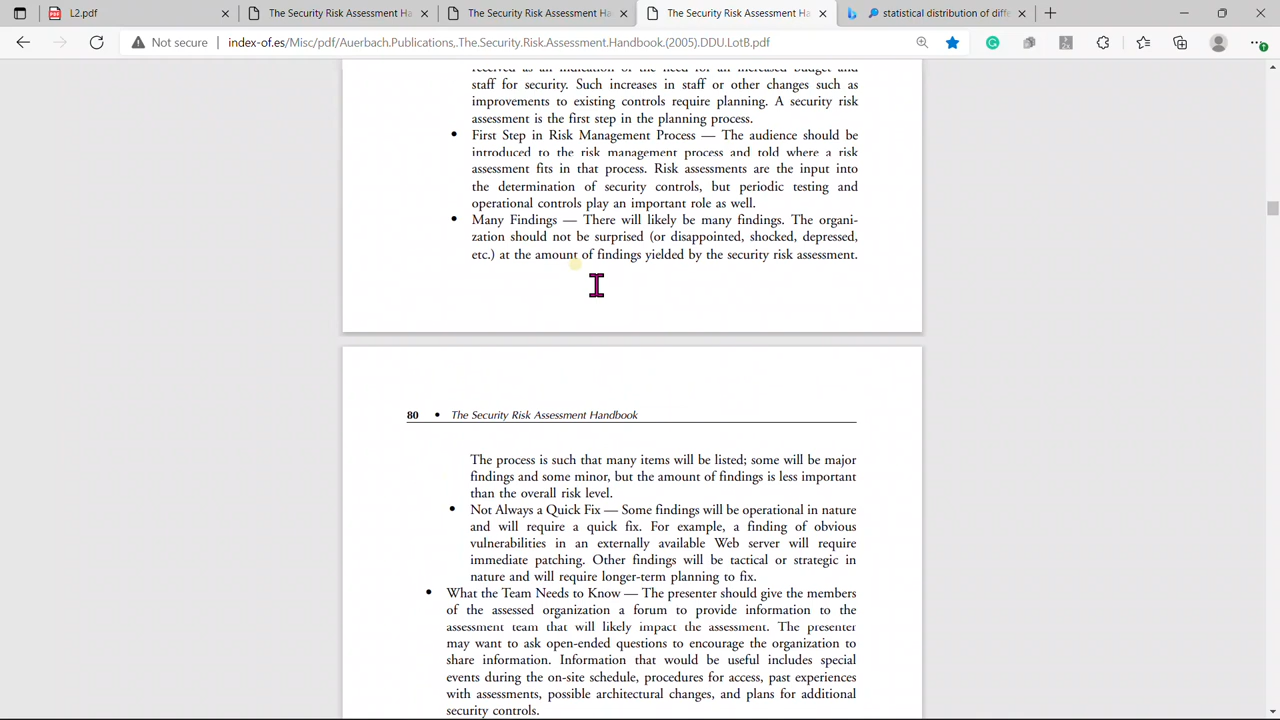 L2.pdf
The Security Risk Assessment Ha
The Security Risk Assessment Ha
The Security Risk Assessment Ha
statistical distribution of diffe
Not secure
index-of.es/Misc/pdf/Auerbach.Publications,.The.Security.Risk.Assessment.Handbook.(2005).DDU.LotB.pdf
received as an indication of the need for an increased budget and
staff for security. Such increases in staff or other changes such as
improvements to existing controls require planning. A security risk
assessment is the first step in the planning process.
• First Step in Risk Management Process — The audience should be
introduced to the risk management process and told where a risk
assessment fits in that process. Risk assessments are the input into
the determination of security controls, but periodic testing and
operational controls play an important role as well.
• Many Findings — There will likely be many findings. The organi-
zation should not be surprised (or disappointed, shocked, depressed,
etc.) at the amount of findings yielded by the security risk assessment.
80 • The Security Risk Assessment Handbook
The process is such that many items will be listed; some will be major
findings and some minor, but the amount of findings is less important
than the overall risk level.
• Not Always a Quick Fix — Some findings will be operational in nature
and will require a quick fix. For example, a finding of obvious
vulnerabilities in an externally available Web server will require
immediate patching. Other findings will be tactical or strategic in
nature and will require longer-term planning to fix.
• What the Team Needs to Know — The presenter should give the members
of the assessed organization a forum to provide information to the
assessment team that will likely impact the assessment. The presenter
may want to ask open-ended questions to encourage the organization to
share information. Information that would be useful includes special
events during the on-site schedule, procedures for access, past experiences
with assessments, possible architectural changes, and plans for additional
security controls.